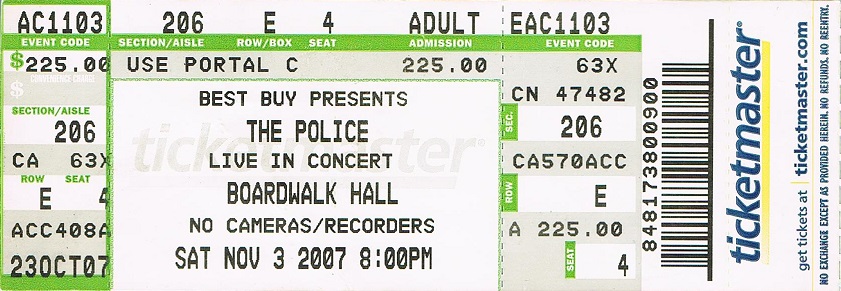 AC1103 206 E 4 ADULT EAC1103
EVENT CODE SECTION/AISLE ROW/BOX SEAT ADMISSION EVENT CODE
$225.00 USE PORTAL C 225.00 63X
$ CONVENIENCE CHARGE
SECTION/AISLE
206
CA 63X
ROW SEAT
E 4
ACC408A
23OCT07
BEST BUY PRESENTS
THE POLICE
ticketmaster®
LIVE IN CONCERT
BOARDWALK HALL
NO CAMERAS/RECORDERS
SAT NOV 3 2007 8:00PM
CN 47482
SEC. 206
CA570ACC
ROW E
A 225.00
SEAT 4
848173800900
ticketmaster®
get tickets at ticketmaster.com
NO EXCHANGE EXCEPT AS PROVIDED HEREIN. NO REFUNDS. NO REENTRY.